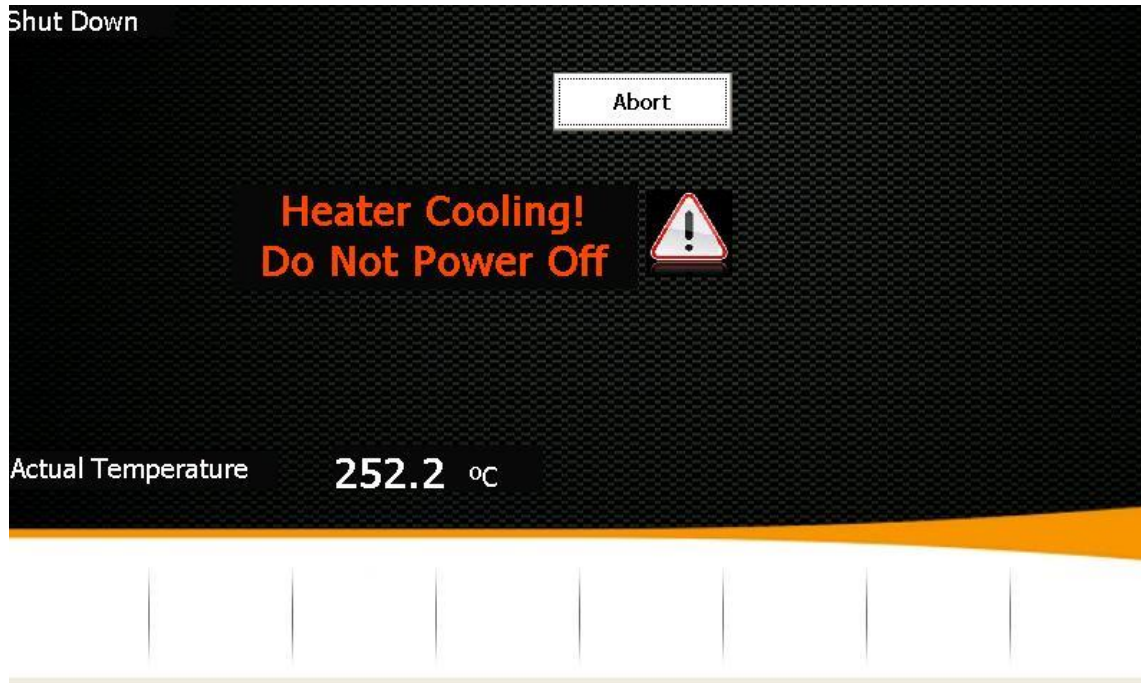 Shut Down
Abort
Heater Cooling!
Do Not Power Off
Actual Temperature 252.2 ºC